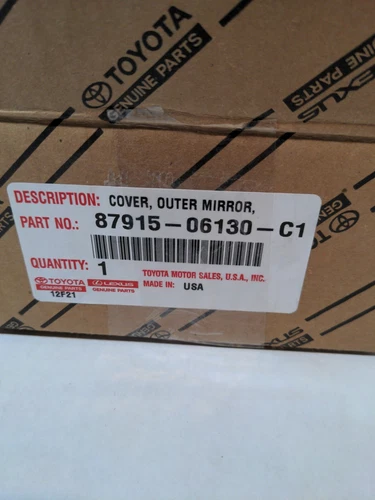 TOYOTA
GENUINE PARTS
LEXUS
GENUINE PARTS
DESCRIPTION: COVER, OUTER MIRROR,
PART NO.: 87915-06130-C1
QUANTITY: 1
TOYOTA MOTOR SALES, U.S.A., INC.
MADE IN: USA
TOYOTA
GENUINE PARTS
LEXUS
GENUINE PARTS
12F21